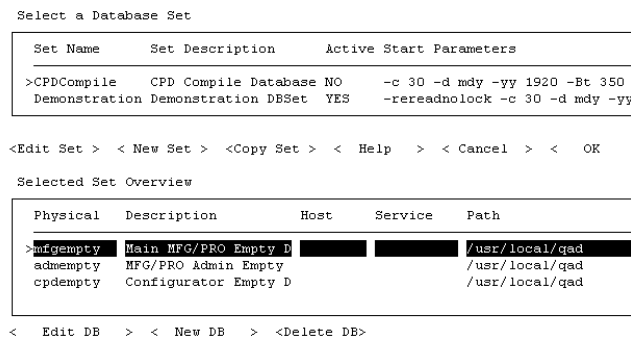 Select a Database Set
Set Name Set Description Active Start Parameters
>CPDCompile CPD Compile Database NO -c 30 -d mdy -yy 1920 -Bt 350
Demonstration Demonstration DBSet YES -rereadnolock -c 30 -d mdy -yy
<Edit Set > < New Set > <Copy Set > < Help > < Cancel > < OK
Selected Set Overview
Physical Description Host Service Path
>mfgempty Main MFG/PRO Empty D /usr/local/qad
admempty MFG/PRO Admin Empty /usr/local/qad
cpdempty Configurator Empty D /usr/local/qad
< Edit DB > < New DB > <Delete DB>